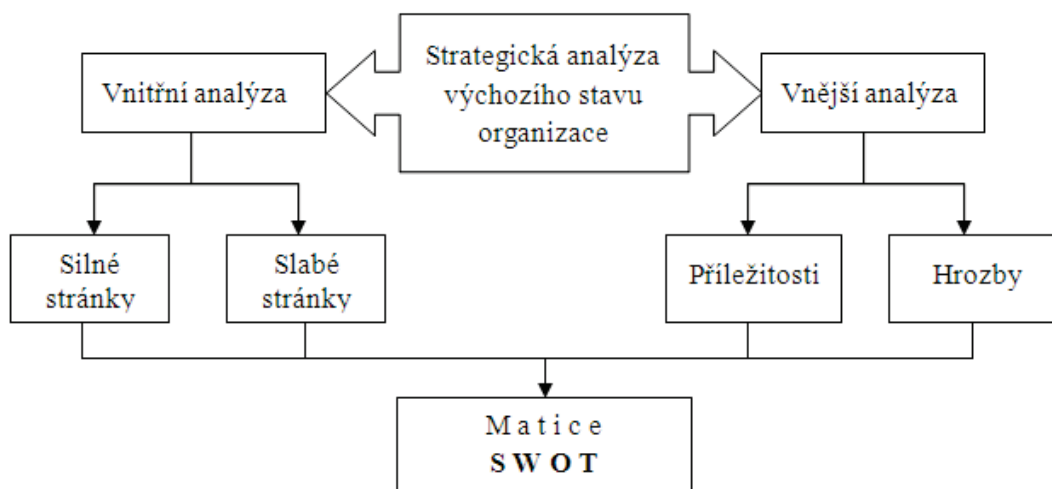 Strategická analýza
výchozího stavu
organizace
Vnitřní analýza
Vnější analýza
Silné
stránky
Slabé
stránky
Příležitosti
Hrozby
M a t i c e
S W O T